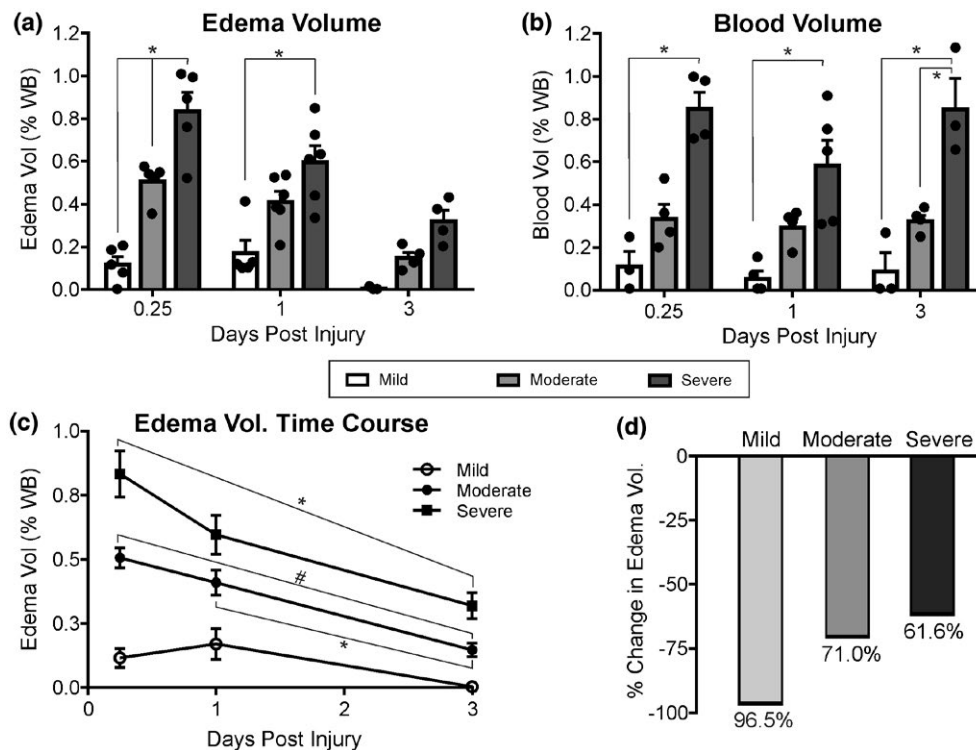 (a) Edema Volume
Edema Vol (% WB)
1.2
1.0
0.8
0.6
0.4
0.2
0.0
* *
0.25 1 3
Days Post Injury
(b) Blood Volume
Blood Vol (% WB)
1.2
1.0
0.8
0.6
0.4
0.2
0.0
* * *
*
0.25 1 3
Days Post Injury
Mild Moderate Severe
(c) Edema Vol. Time Course
Edema Vol (% WB)
1.0
0.8
0.5
0.3
0.0
Mild
Moderate
Severe
*
#
*
0 1 2 3
Days Post Injury
(d)
Mild Moderate Severe
% Change in Edema Vol.
0
-25
-50
-75
-100
61.6%
71.0%
96.5%